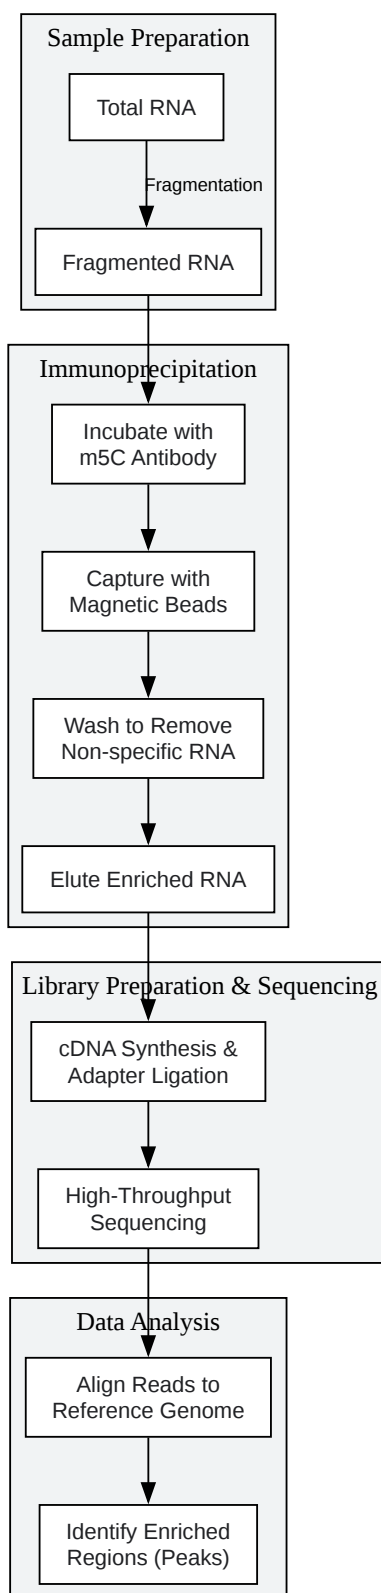 Sample Preparation
Total RNA
Fragmentation
Fragmented RNA
Immunoprecipitation
Incubate with
m5C Antibody
Capture with
Magnetic Beads
Wash to Remove
Non-specific RNA
Elute Enriched RNA
Library Preparation & Sequencing
cDNA Synthesis &
Adapter Ligation
High-Throughput
Sequencing
Data Analysis
Align Reads to
Reference Genome
Identify Enriched
Regions (Peaks)